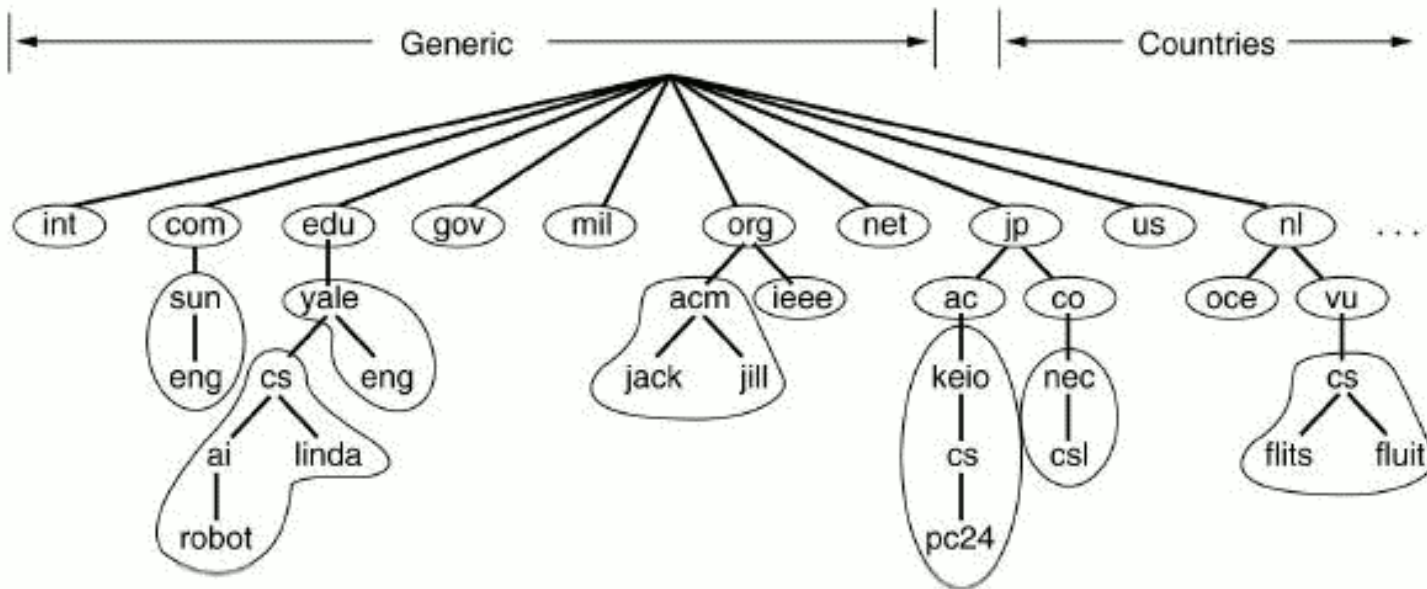 Generic Countries
int com edu gov mil org net jp us nl ...
sun yale acm ieee ac co oce vu
eng cs eng jack jill keio nec cs
ai linda cs csl flits fluit
robot pc24